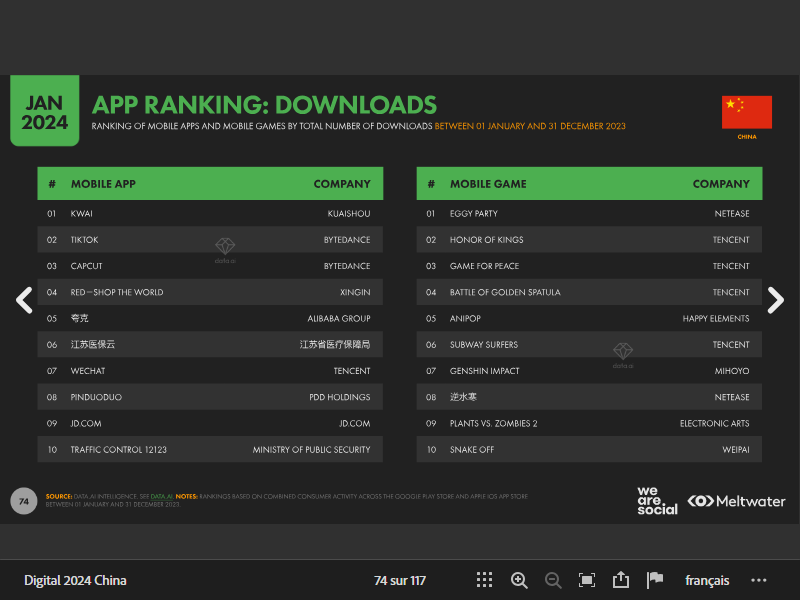 JAN
2024
APP RANKING: DOWNLOADS
RANKING OF MOBILE APPS AND MOBILE GAMES BY TOTAL NUMBER OF DOWNLOADS BETWEEN 01 JANUARY AND 31 DECEMBER 2023
CHINA
# MOBILE APP COMPANY
01 KWAI KUAISHOU
02 TIKTOK BYTEDANCE
03 CAPCUT BYTEDANCE
04 RED—SHOP THE WORLD XINGIN
05 夸克 ALIBABA GROUP
06 江苏医保云 江苏省医疗保障局
07 WECHAT TENCENT
08 PINDUODUO PDD HOLDINGS
09 JD.COM JD.COM
10 TRAFFIC CONTROL 12123 MINISTRY OF PUBLIC SECURITY
data.ai
# MOBILE GAME COMPANY
01 EGGY PARTY NETEASE
02 HONOR OF KINGS TENCENT
03 GAME FOR PEACE TENCENT
04 BATTLE OF GOLDEN SPATULA TENCENT
05 ANIPOP HAPPY ELEMENTS
06 SUBWAY SURFERS TENCENT
07 GENSHIN IMPACT MIHOYO
08 逆水寒 NETEASE
09 PLANTS VS. ZOMBIES 2 ELECTRONIC ARTS
10 SNAKE OFF WEIPAI
data.ai
74
SOURCE: DATA.AI INTELLIGENCE. SEE DATA.AI. NOTES: RANKINGS BASED ON COMBINED CONSUMER ACTIVITY ACROSS THE GOOGLE PLAY STORE AND APPLE IOS APP STORE
BETWEEN 01 JANUARY AND 31 DECEMBER 2023.
we
are
social
Meltwater
Digital 2024 China
74 sur 117
français